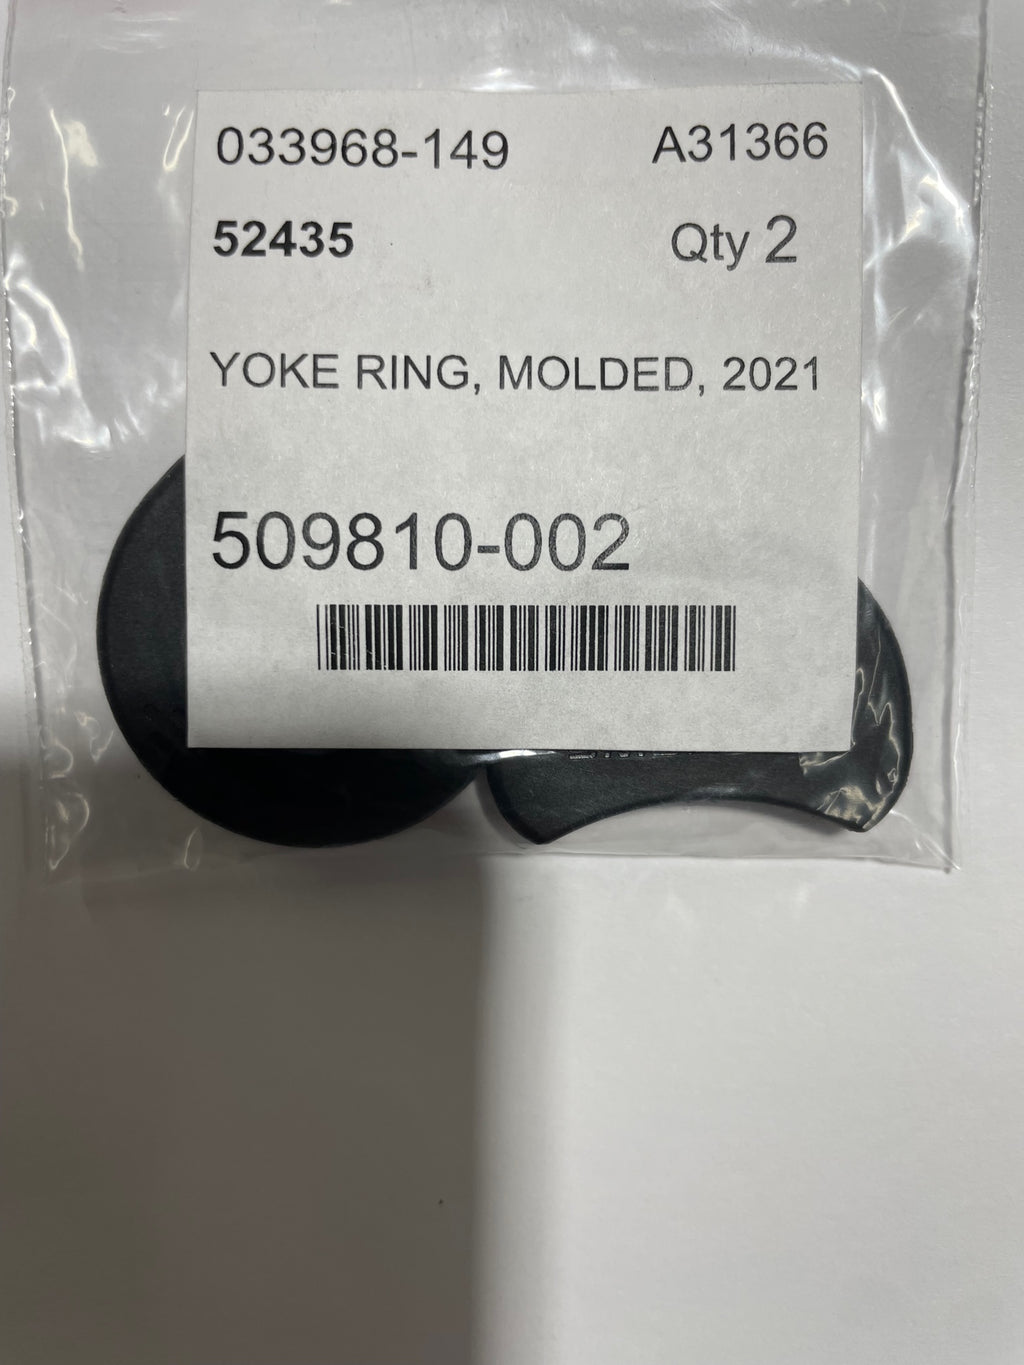 033968-149 A31366
52435 Qty 2
YOKE RING, MOLDED, 2021
509810-002